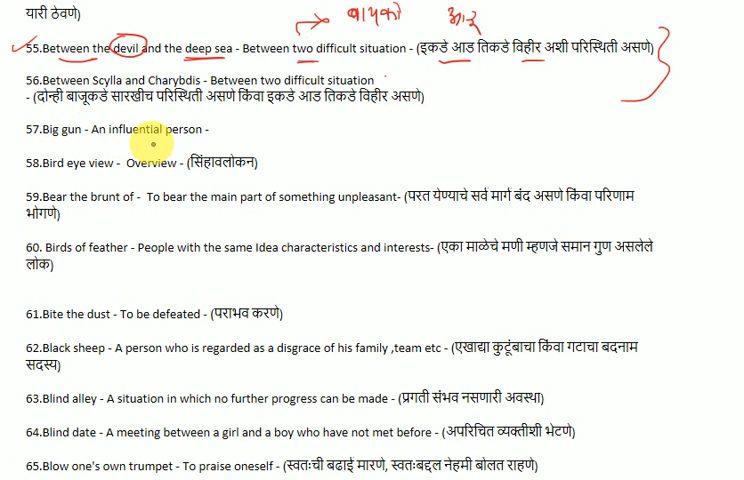 यारी ठेवणे)
बायको आई
55.Between the devil and the deep sea - Between two difficult situation - (इकडे आड तिकडे विहीर अशी परिस्थिती असणे)
56.Between Scylla and Charybdis - Between two difficult situation
- (दोन्ही बाजूकडे सारखीच परिस्थिती असणे किंवा इकडे आड तिकडे विहीर असणे)
57.Big gun - An influential person -
58.Bird eye view - Overview - (सिंहावलोकन)
59.Bear the brunt of - To bear the main part of something unpleasant- (परत येण्याचे सर्व मार्ग बंद असणे किंवा परिणाम
भोगणे)
60. Birds of feather - People with the same Idea characteristics and interests- (एका माळेचे मणी म्हणजे समान गुण असलेले
लोक)
61.Bite the dust - To be defeated - (पराभव करणे)
62.Black sheep - A person who is regarded as a disgrace of his family ,team etc - (एखाद्या कुटूंबाचा किंवा गटाचा बदनाम
सदस्य)
63.Blind alley - A situation in which no further progress can be made - (प्रगती संभव नसणारी अवस्था)
64.Blind date - A meeting between a girl and a boy who have not met before - (अपरिचित व्यक्तीशी भेटणे)
65.Blow one's own trumpet - To praise oneself - (स्वतःची बढाई मारणे, स्वतःबद्दल नेहमी बोलत राहणे)